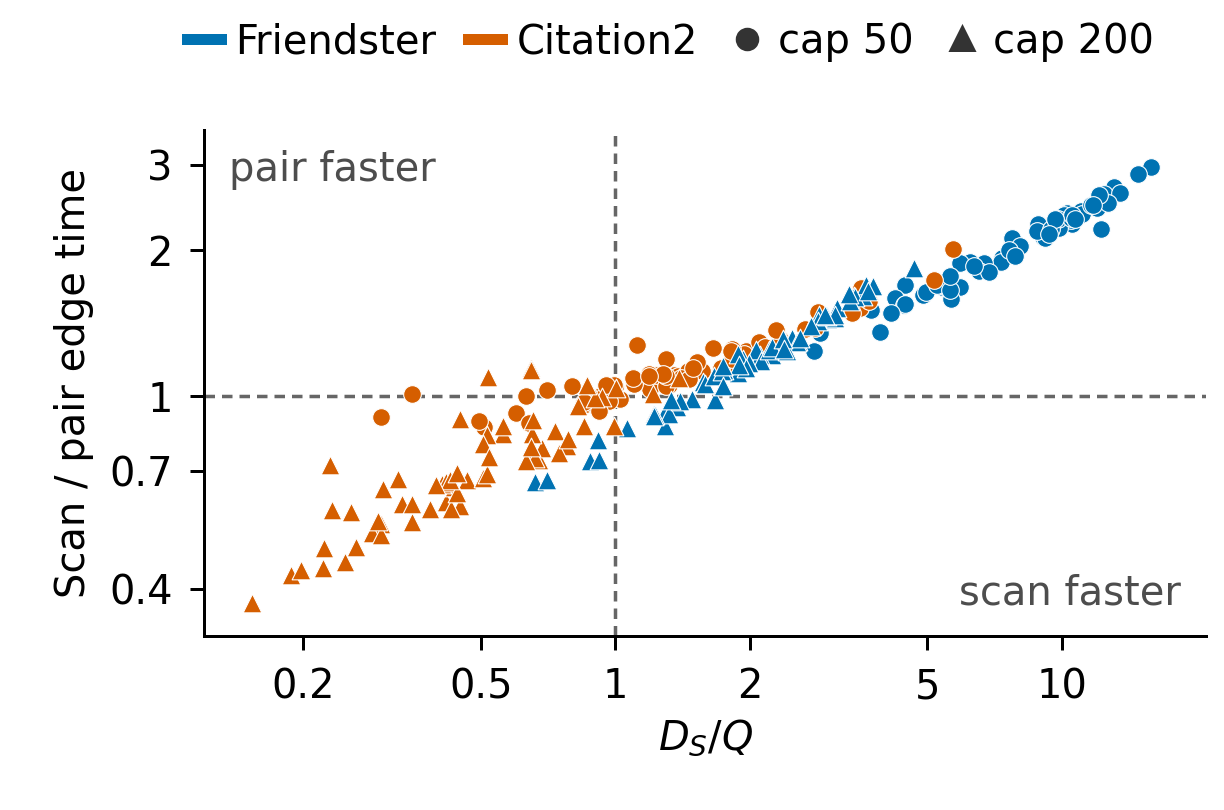 Friendster Citation2 cap 50 cap 200
pair faster
scan faster
Scan / pair edge time
3
2
1
0.7
0.4
0.2 0.5 1 2 5 10
D_S/Q